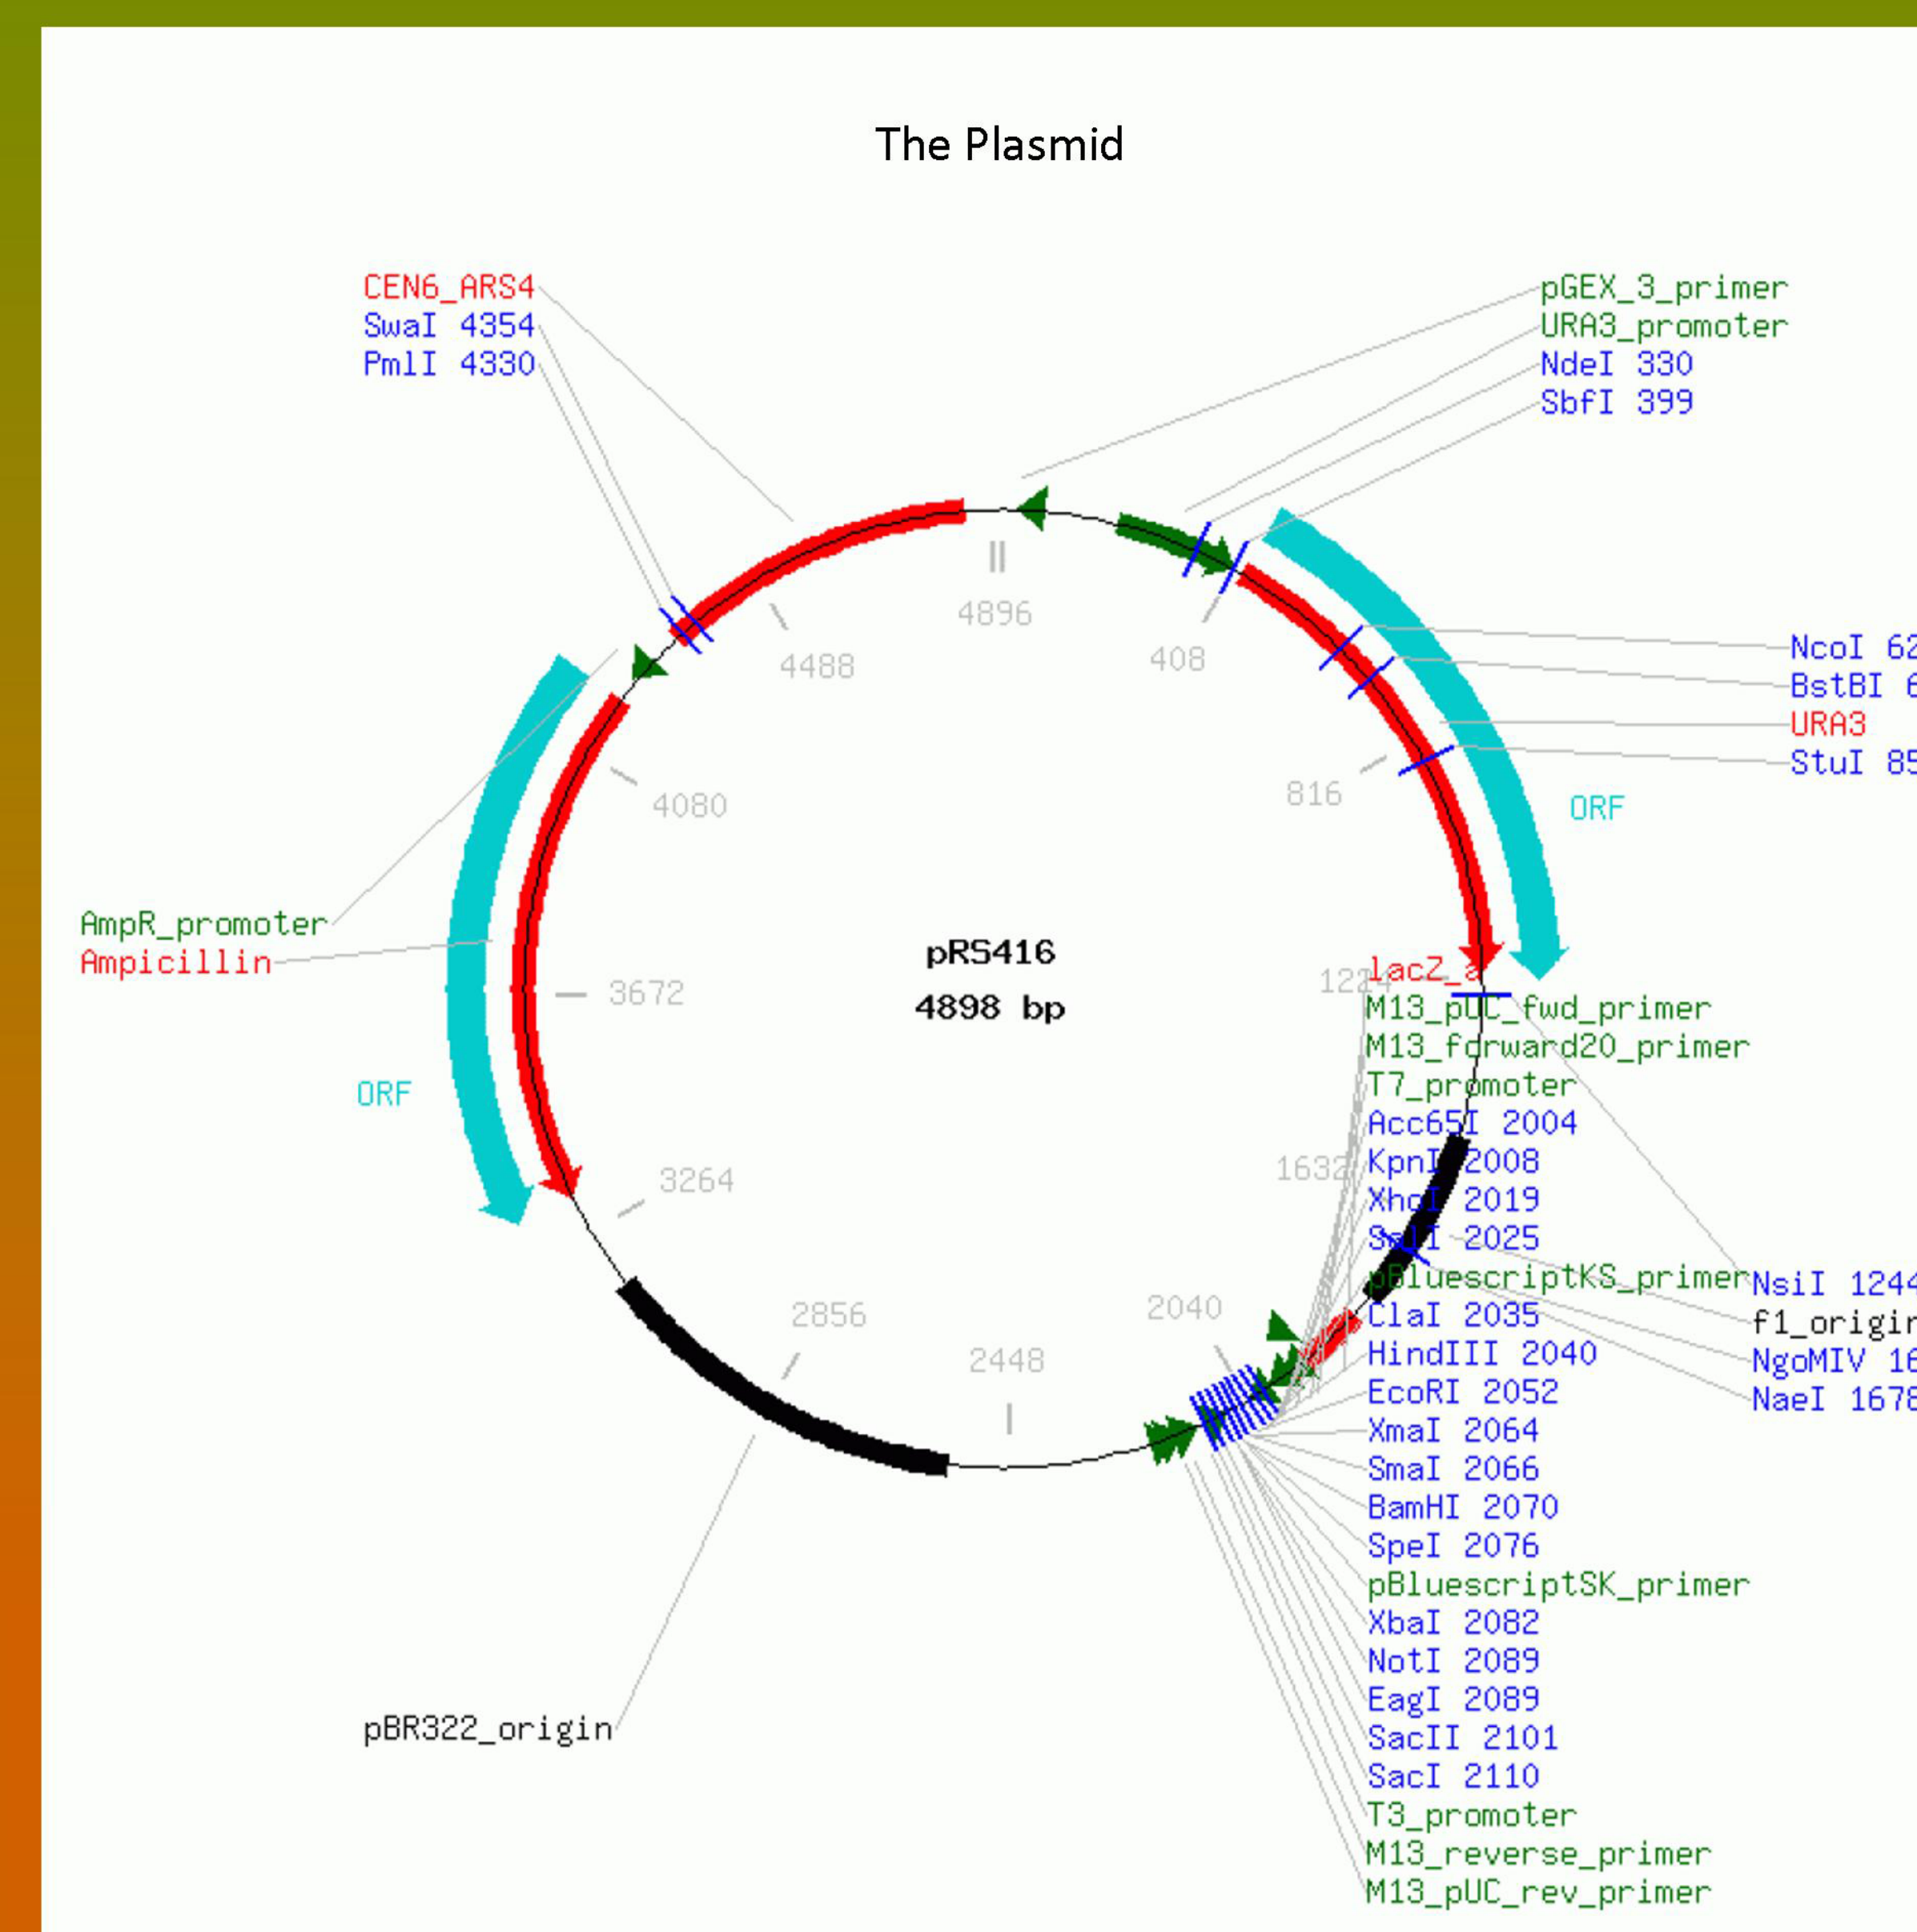 The Plasmid
CEN6_ARS4
SwaI 4354
PmlI 4330
pGEX_3_primer
URA3_promoter
NdeI 330
SbfI 399
4896
4488
408
NcoI 62
BstBI 6
URA3
StuI 85
4080
816
ORF
AmpR_promoter
Ampicillin
pRS416
4898 bp
3672
1224
lacZ_a
M13_pUC_fwd_primer
M13_forward20_primer
T7_promoter
ORF
Acc65I 2004
3264
1632
KpnI 2008
XhoI 2019
SalI 2025
pBluescriptKS_primer
NsiI 1244
2856
2040
ClaI 2035
f1_origin
2448
HindIII 2040
NgoMIV 16
EcoRI 2052
NaeI 1678
XmaI 2064
SmaI 2066
BamHI 2070
SpeI 2076
pBluescriptSK_primer
XbaI 2082
NotI 2089
EagI 2089
pBR322_origin
SacII 2101
SacI 2110
T3_promoter
M13_reverse_primer
M13_pUC_rev_primer